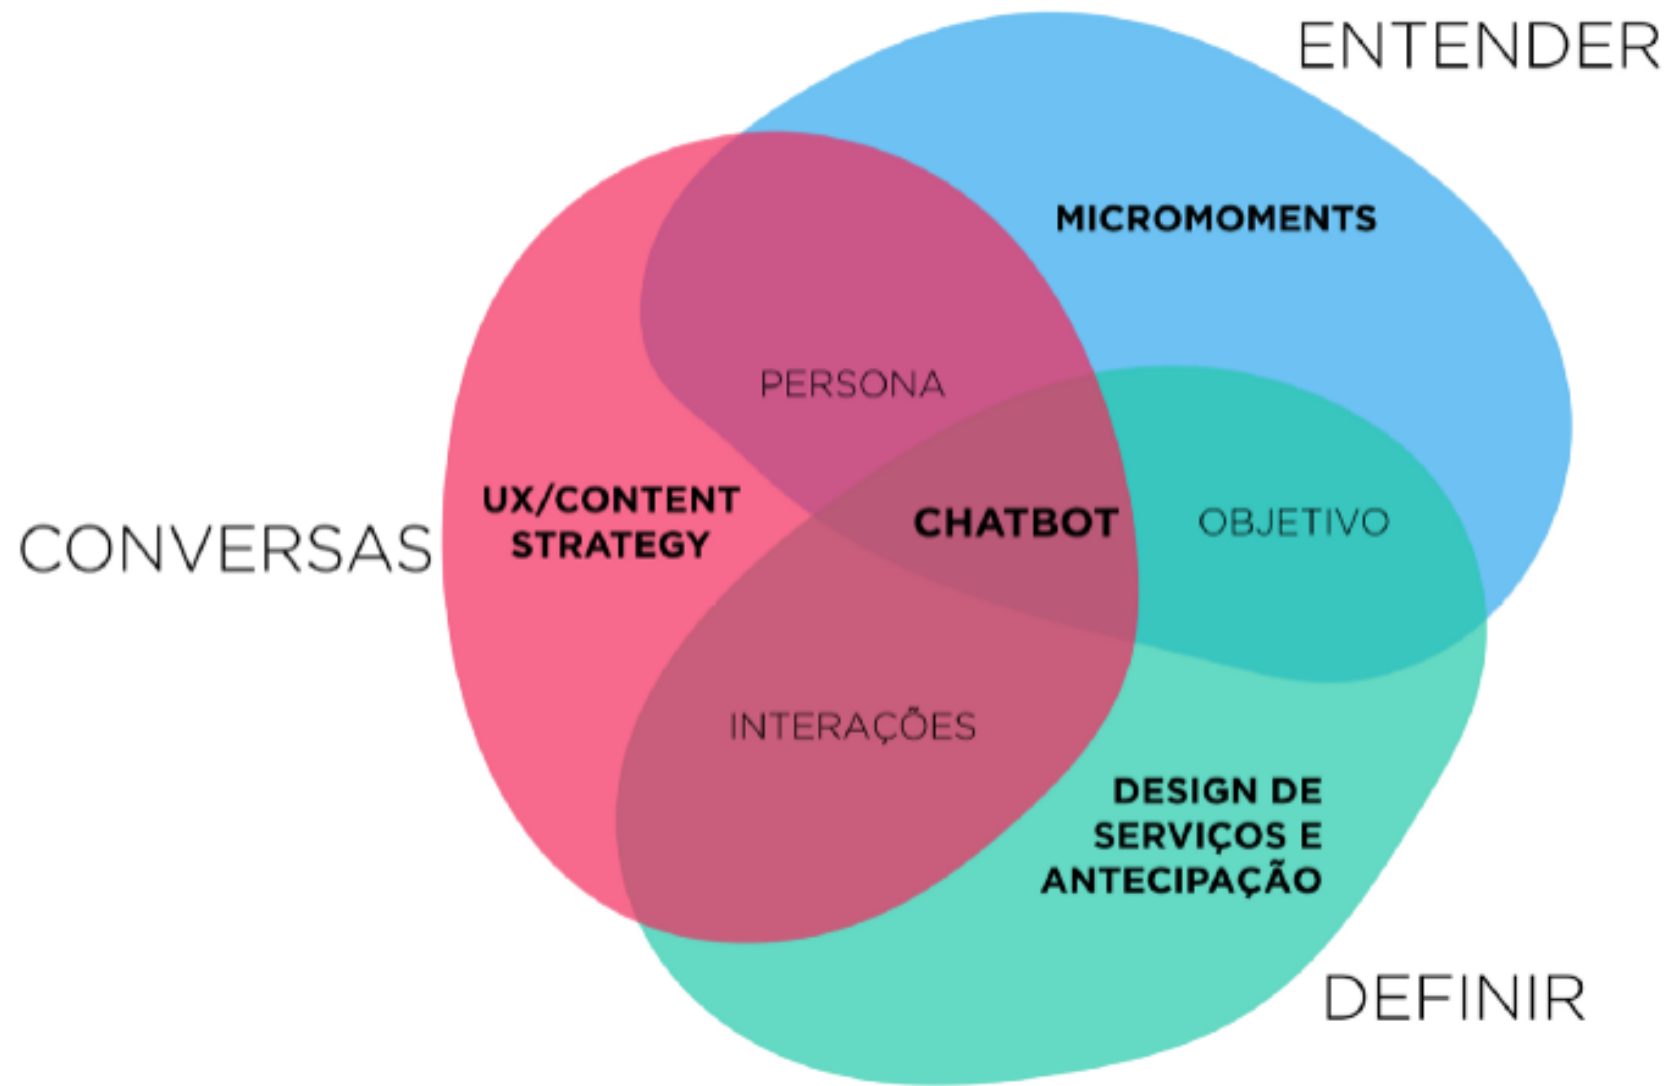 ENTENDER
MICROMOMENTS
PERSONA
UX/CONTENT
STRATEGY
CONVERSAS
CHATBOT
OBJETIVO
INTERAÇÕES
DESIGN DE
SERVIÇOS E
ANTECIPAÇÃO
DEFINIR